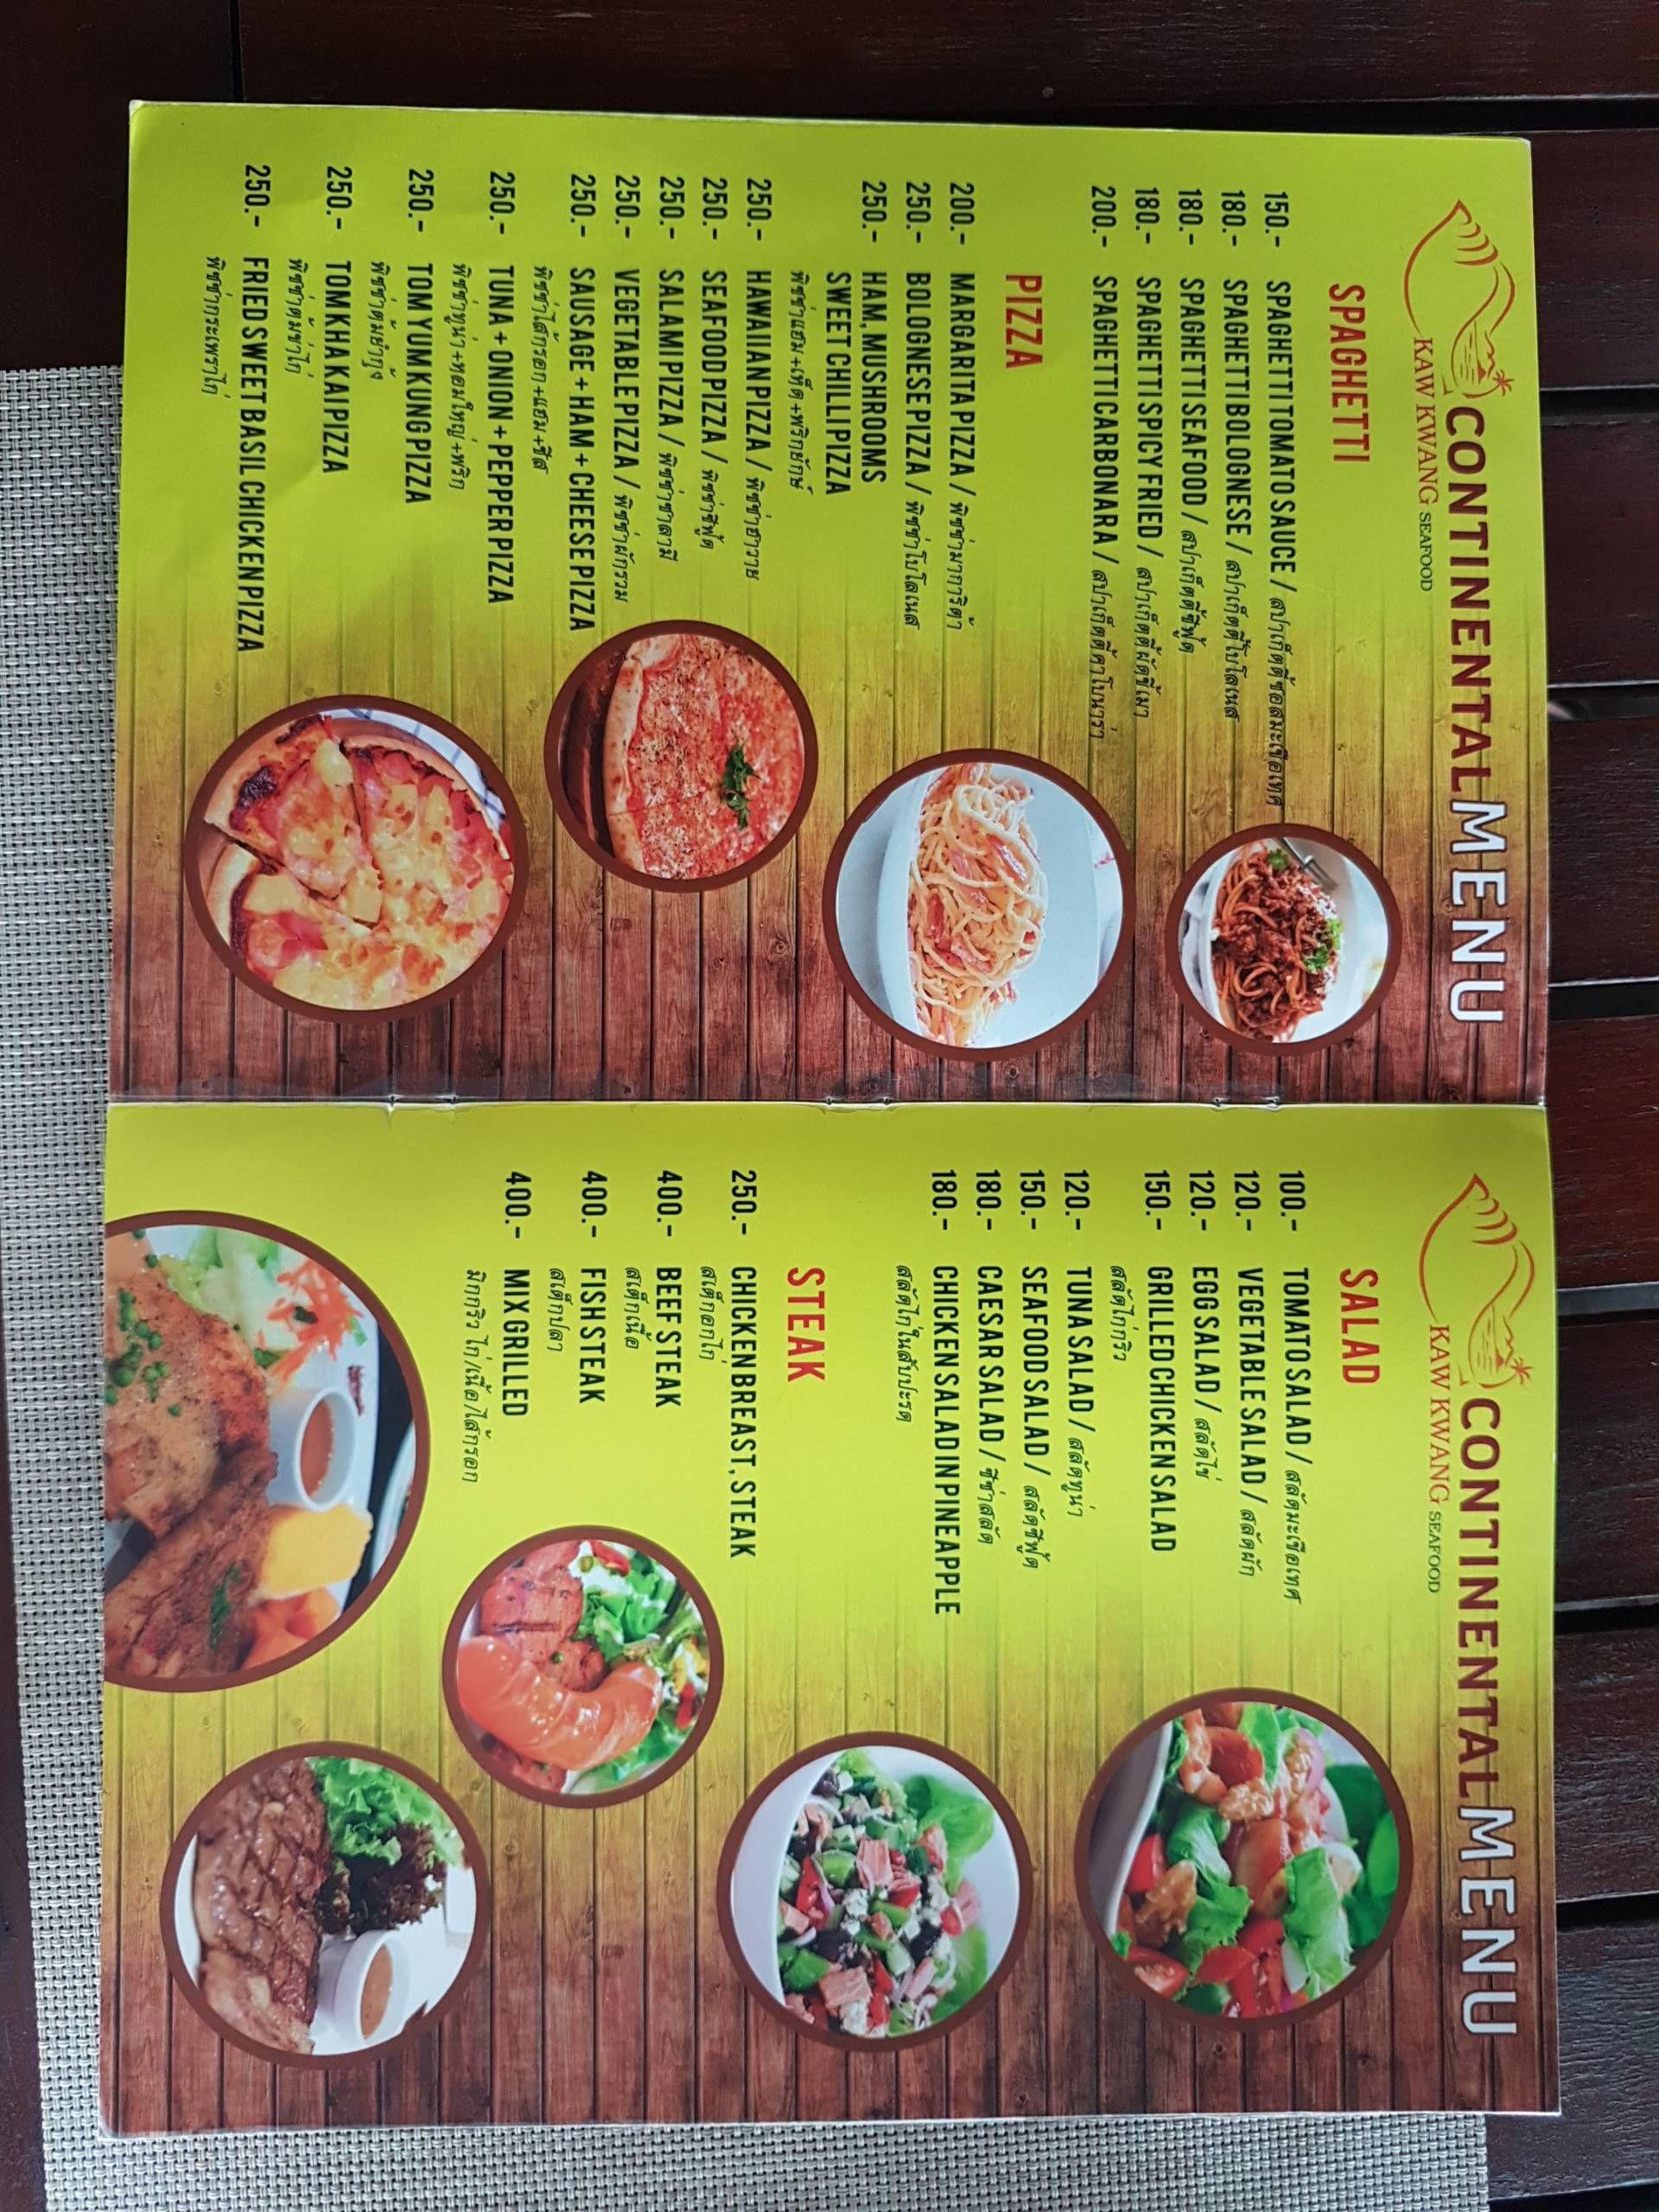 CONTINENTAL MENU
KAW KWANG SEAFOOD
SPAGHETTI
150.- SPAGHETTI TOMATO SAUCE / สปาเก็ตตี้ซอสมะเขือเทศ
180.- SPAGHETTI BOLOGNESE / สปาเก็ตตี้โบโลเนส
180.- SPAGHETTI SEAFOOD / สปาเก็ตตี้ซีฟู้ด
180.- SPAGHETTI SPICY FRIED / สปาเก็ตตี้ผัดขี้เมา
200.- SPAGHETTI CARBONARA / สปาเก็ตตี้คาโบนาร่า
PIZZA
200.- MARGARITA PIZZA / พิซซ่ามาการิต้า
250.- BOLOGNESE PIZZA / พิซซ่าโบโลเนส
250.- HAM, MUSHROOMS
SWEET CHILLI PIZZA
พิซซ่าแฮม+เห็ด+พริกยักษ์
250.- HAWAIIAN PIZZA / พิซซ่าฮาวาย
250.- SEAFOOD PIZZA / พิซซ่าซีฟู้ด
250.- SALAMI PIZZA / พิซซ่าซาลามี
250.- VEGETABLE PIZZA / พิซซ่าผักรวม
250.- SAUSAGE + HAM + CHEESE PIZZA
พิซซ่าไส้กรอก+แฮม+ชีส
250.- TUNA + ONION + PEPPER PIZZA
พิซซ่าทูน่า+หอมใหญ่+พริก
250.- TOM YUM KUNG PIZZA
พิซซ่าต้มยำกุ้ง
250.- TOM KHA KAI PIZZA
พิซซ่าต้มข่าไก่
250.- FRIED SWEET BASIL CHICKEN PIZZA
พิซซ่ากระเพราไก่
CONTINENTAL MENU
KAW KWANG SEAFOOD
SALAD
100.- TOMATO SALAD / สลัดมะเขือเทศ
120.- VEGETABLE SALAD / สลัดผัก
120.- EGG SALAD / สลัดไข่
150.- GRILLED CHICKEN SALAD
สลัดไก่กริว
120.- TUNA SALAD / สลัดทูน่า
150.- SEAFOOD SALAD / สลัดซีฟู้ด
180.- CAESAR SALAD / ซีซ่าสลัด
180.- CHICKEN SALAD IN PINEAPPLE
สลัดไก่ในสับปะรด
STEAK
250.- CHICKEN BREAST, STEAK
สเต็กอกไก่
400.- BEEF STEAK
สเต็กเนื้อ
400.- FISH STEAK
สเต็กปลา
400.- MIX GRILLED
มิกกริว ไก่/เนื้อ/ไส้กรอก